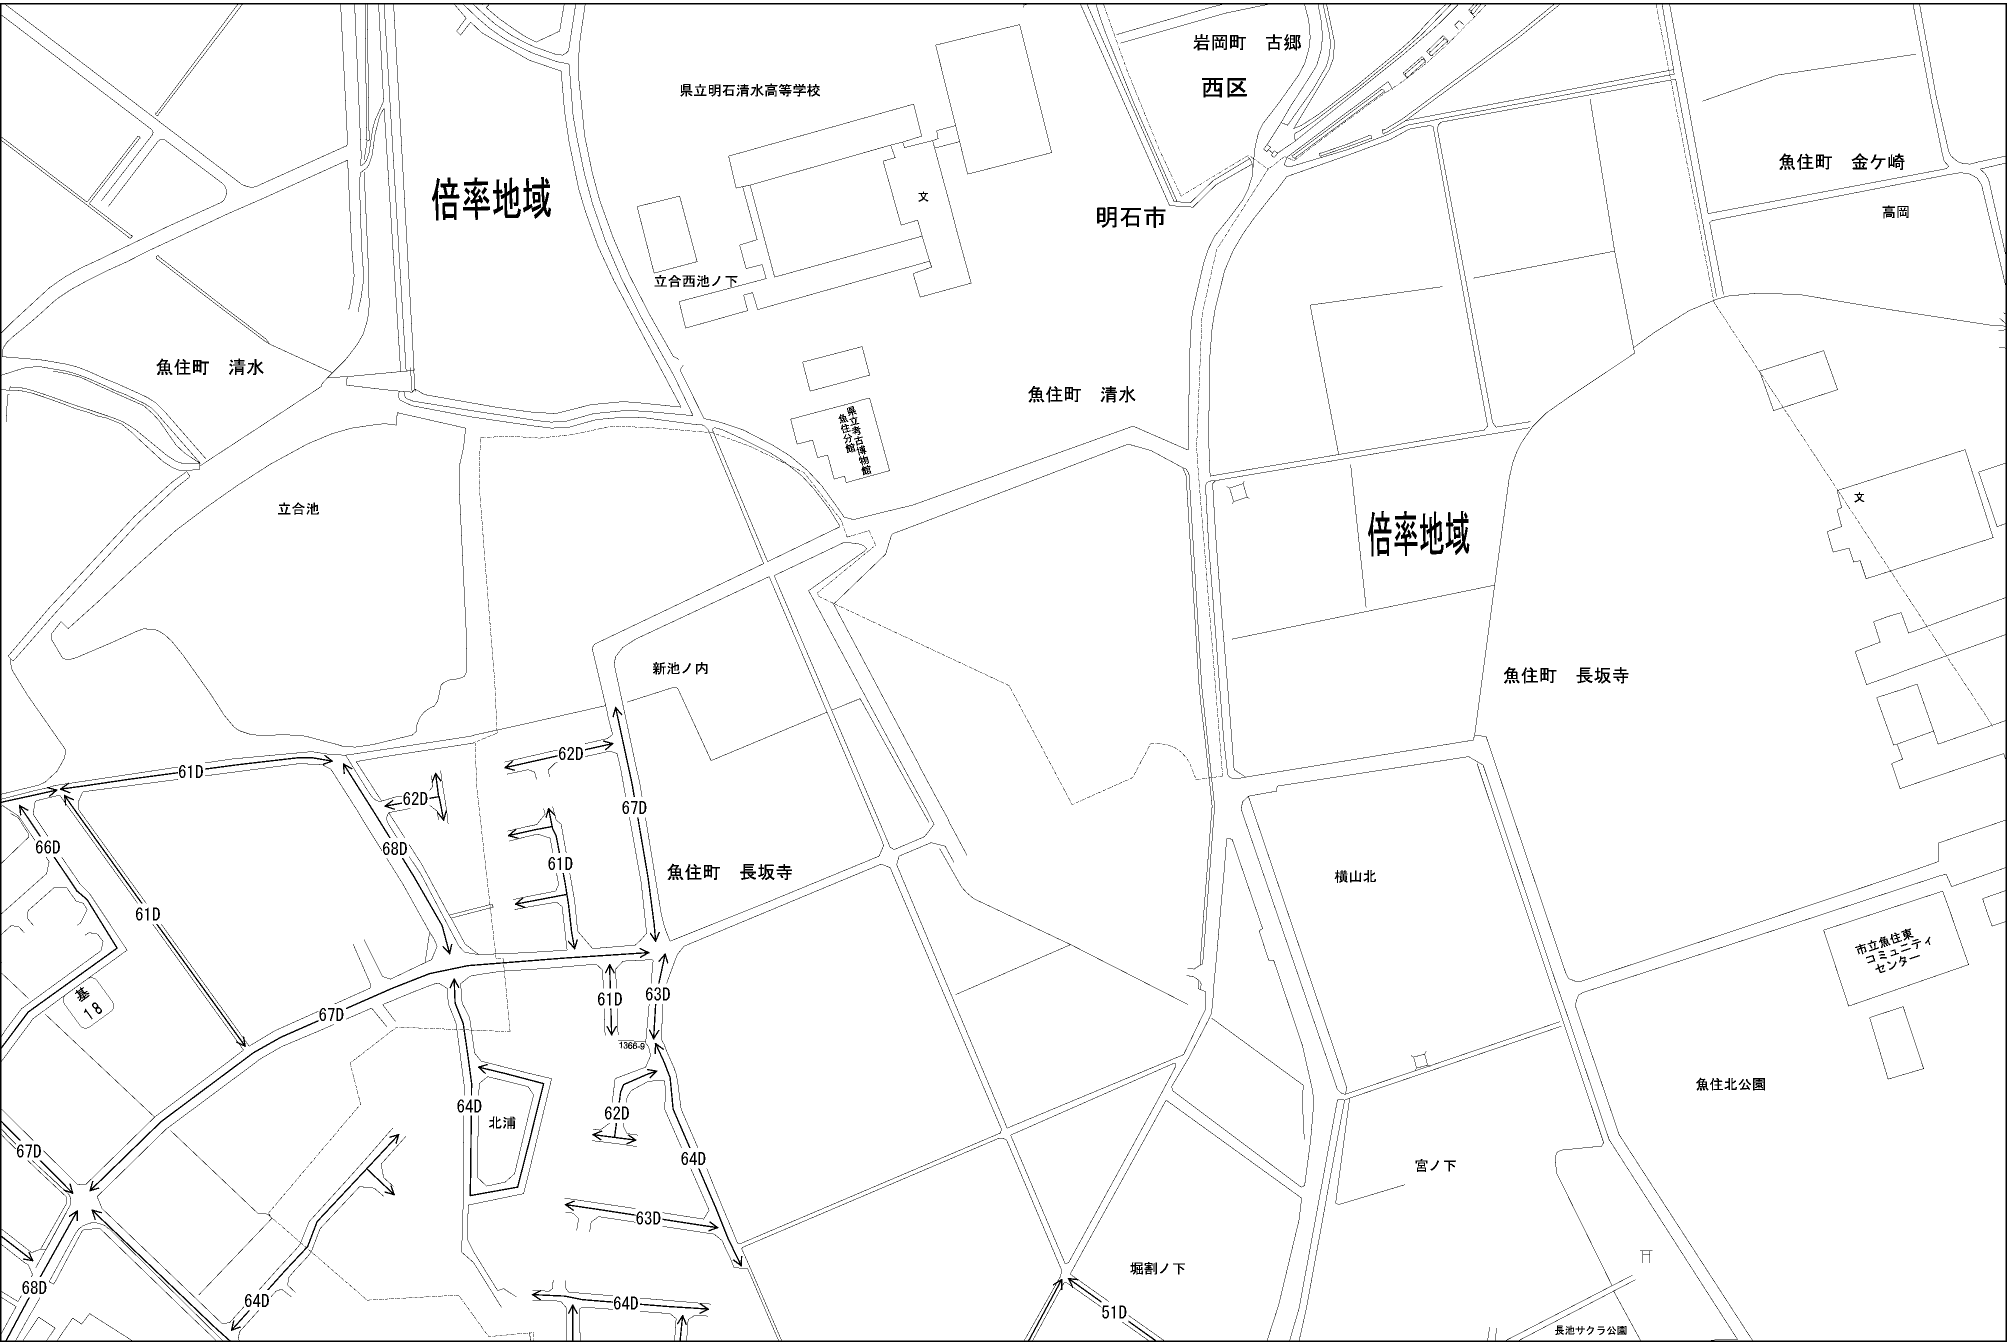 岩岡町　古郷
西区
県立明石清水高等学校
魚住町　金ケ崎
高岡
倍率地域
文
明石市
立合西池ノ下
魚住町　清水
魚住町　清水
県立考古博物館
魚住分館
立合池
文
倍率地域
新池ノ内
魚住町　長坂寺
62D
61D
62D
67D
66D
68D
61D
魚住町　長坂寺
横山北
61D
市立魚住東
コミュニティ
センター
基
18
61D
63D
67D
1366-9
魚住北公園
64D
北浦
62D
67D
64D
宮ノ下
63D
堀割ノ下
68D
64D
64D
51D
長池サクラ公園